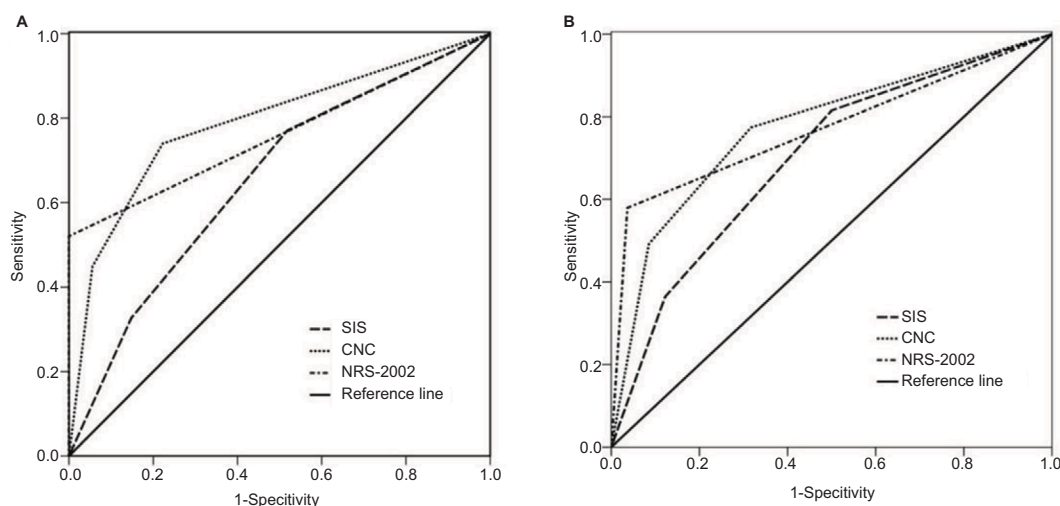 A
1.0
0.8
0.6
0.4
0.2
0.0
Sensitivity
SIS
CNC
NRS-2002
Reference line
0.0 0.2 0.4 0.6 0.8 1.0
1-Specitivity
B
1.0
0.8
0.6
0.4
0.2
0.0
Sensitivity
SIS
CNC
NRS-2002
Reference line
0.0 0.2 0.4 0.6 0.8 1.0
1-Specitivity